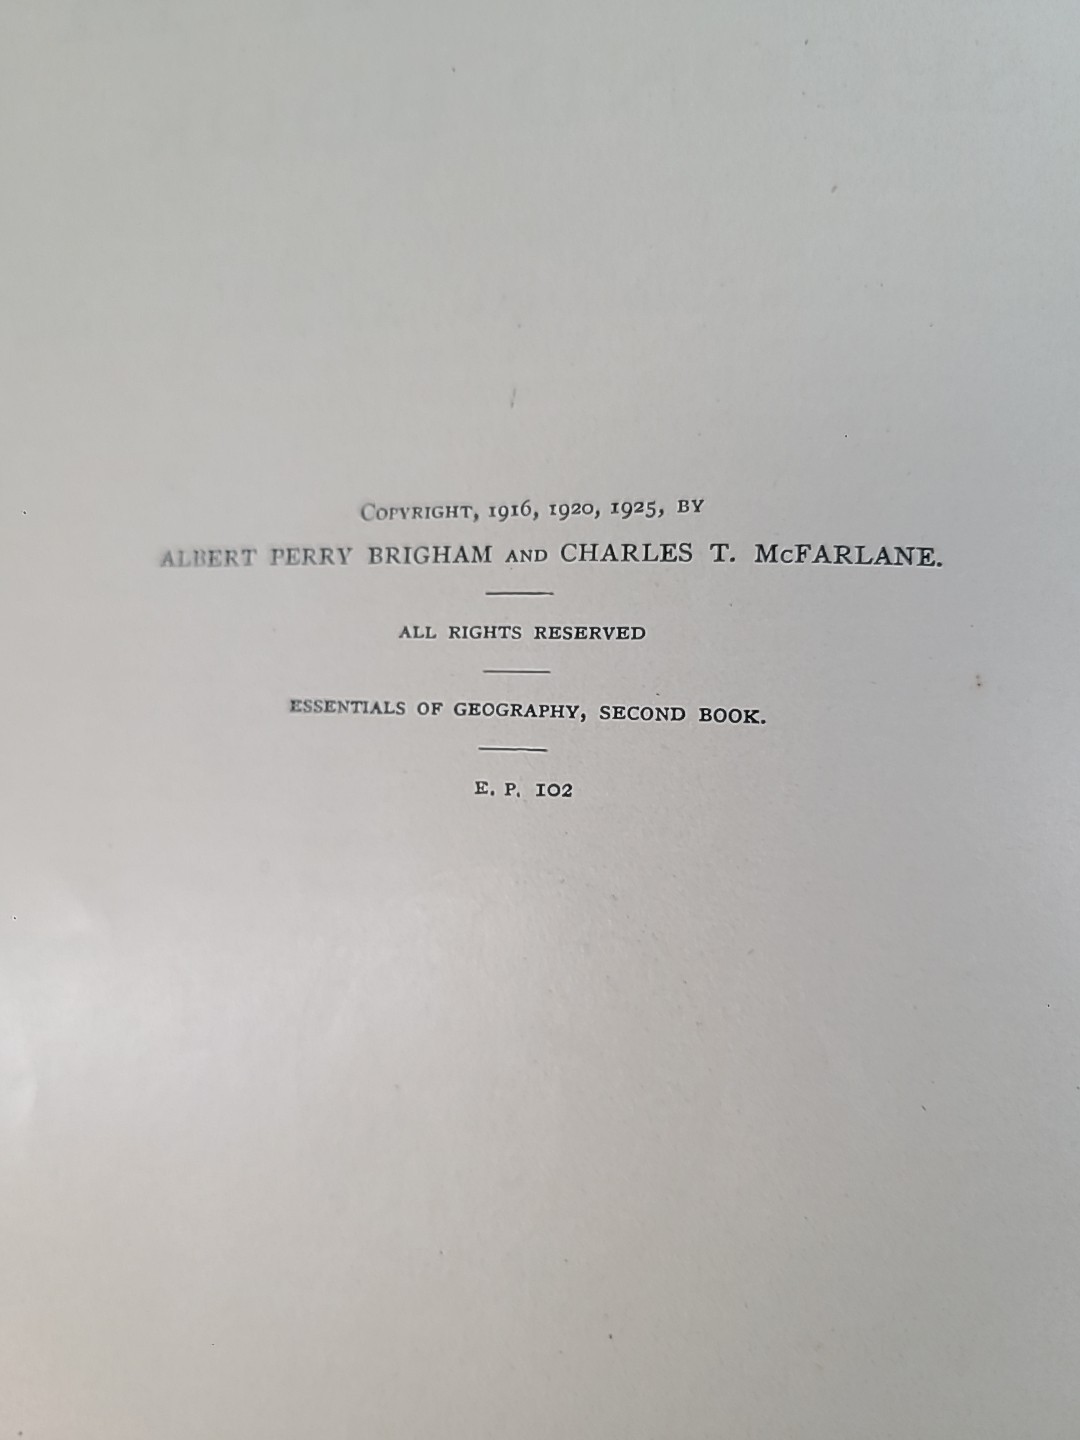 Copyright, 1916, 1920, 1925, BY
ALBERT PERRY BRIGHAM AND CHARLES T. McFARLANE.
ALL RIGHTS RESERVED
ESSENTIALS OF GEOGRAPHY, SECOND BOOK.
E. P. 102